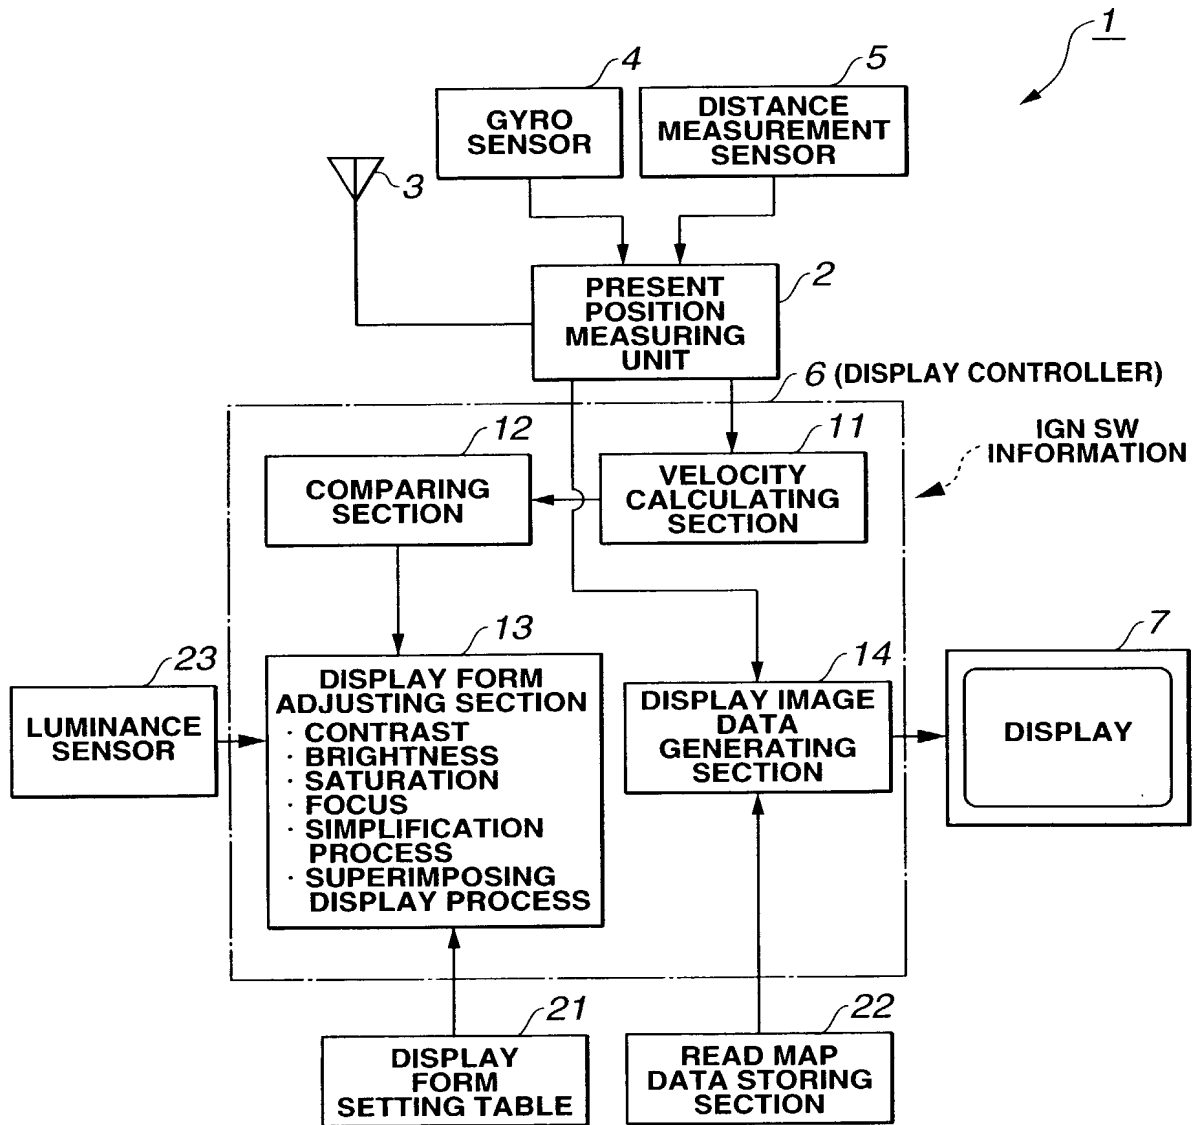 1
4
5
GYRO
SENSOR
DISTANCE
MEASUREMENT
SENSOR
3
2
PRESENT
POSITION
MEASURING
UNIT
6 (DISPLAY CONTROLLER)
IGN SW
INFORMATION
12
11
COMPARING
SECTION
VELOCITY
CALCULATING
SECTION
13
14
7
23
LUMINANCE
SENSOR
DISPLAY FORM
ADJUSTING SECTION
· CONTRAST
· BRIGHTNESS
· SATURATION
· FOCUS
· SIMPLIFICATION
PROCESS
· SUPERIMPOSING
DISPLAY PROCESS
DISPLAY IMAGE
DATA
GENERATING
SECTION
DISPLAY
21
22
DISPLAY
FORM
SETTING TABLE
READ MAP
DATA STORING
SECTION